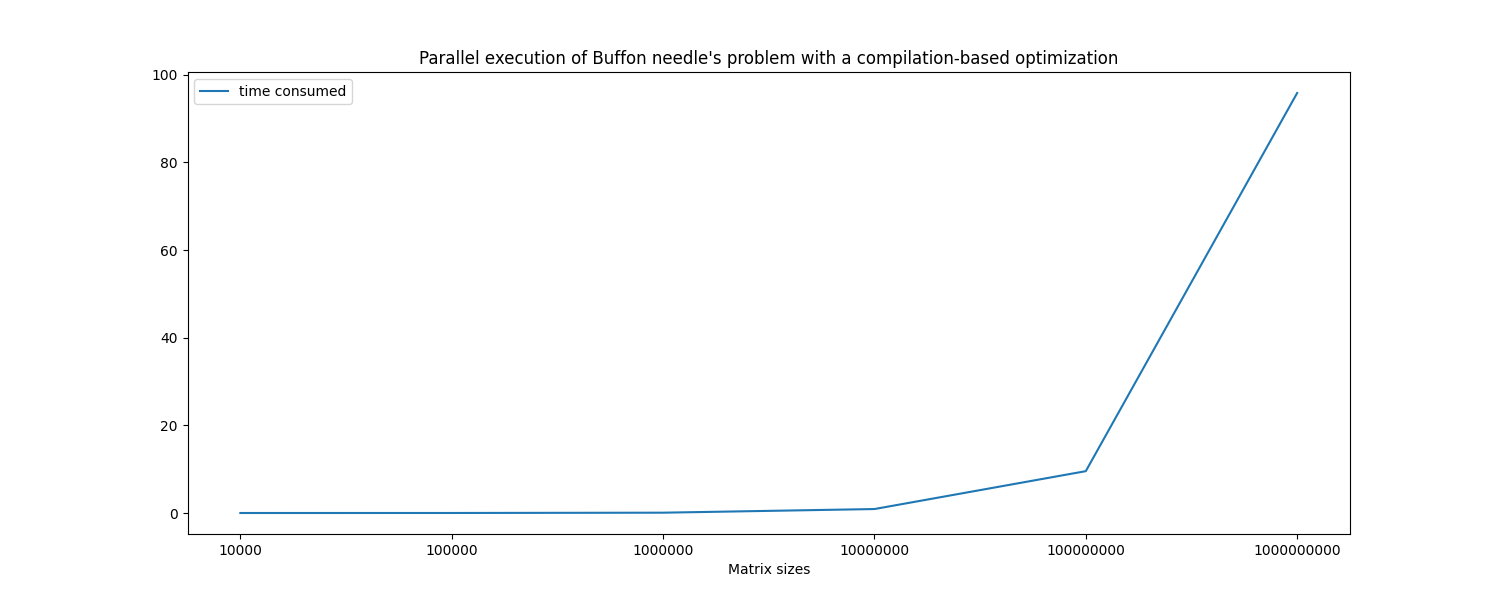 Parallel execution of Buffon needle's problem with a compilation-based optimization
time consumed
100
80
60
40
20
0
10000 100000 1000000 10000000 100000000 1000000000
Matrix sizes